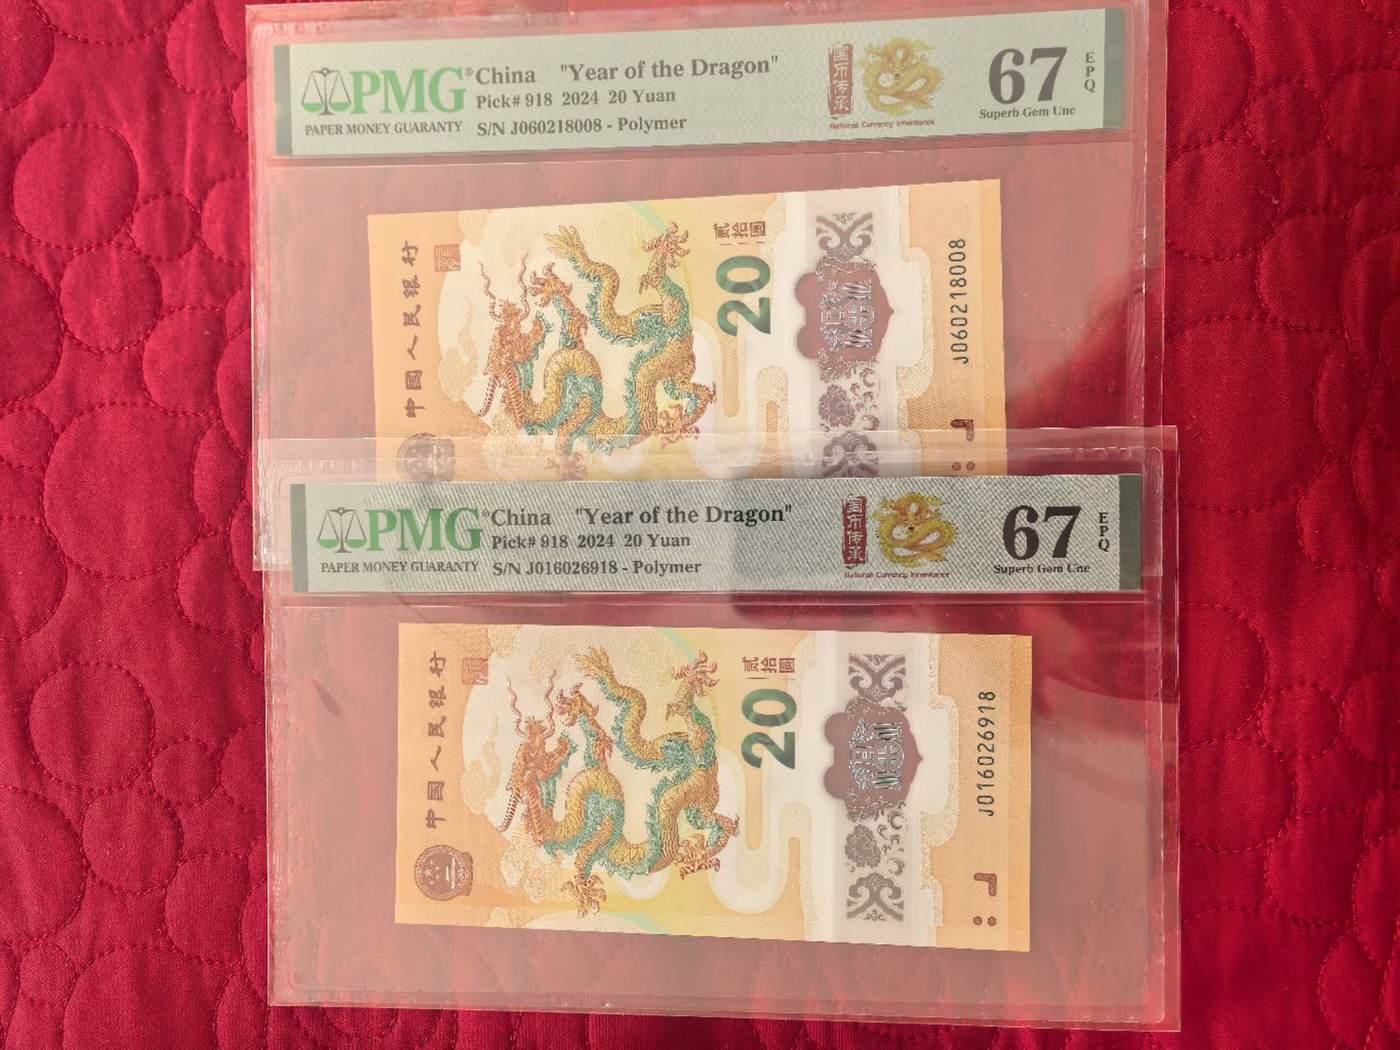 PMG® China "Year of the Dragon"
Pick# 918 2024 20 Yuan
PAPER MONEY GUARANTY S/N J060218008 - Polymer
国币传承
National Currency Inheritance
67 EPQ
Superb Gem Unc
中国人民银行
贰拾圆
20
J060218008
PMG® China "Year of the Dragon"
Pick# 918 2024 20 Yuan
PAPER MONEY GUARANTY S/N J016026918 - Polymer
国币传承
National Currency Inheritance
67 EPQ
Superb Gem Unc
中国人民银行
贰拾圆
20
J016026918